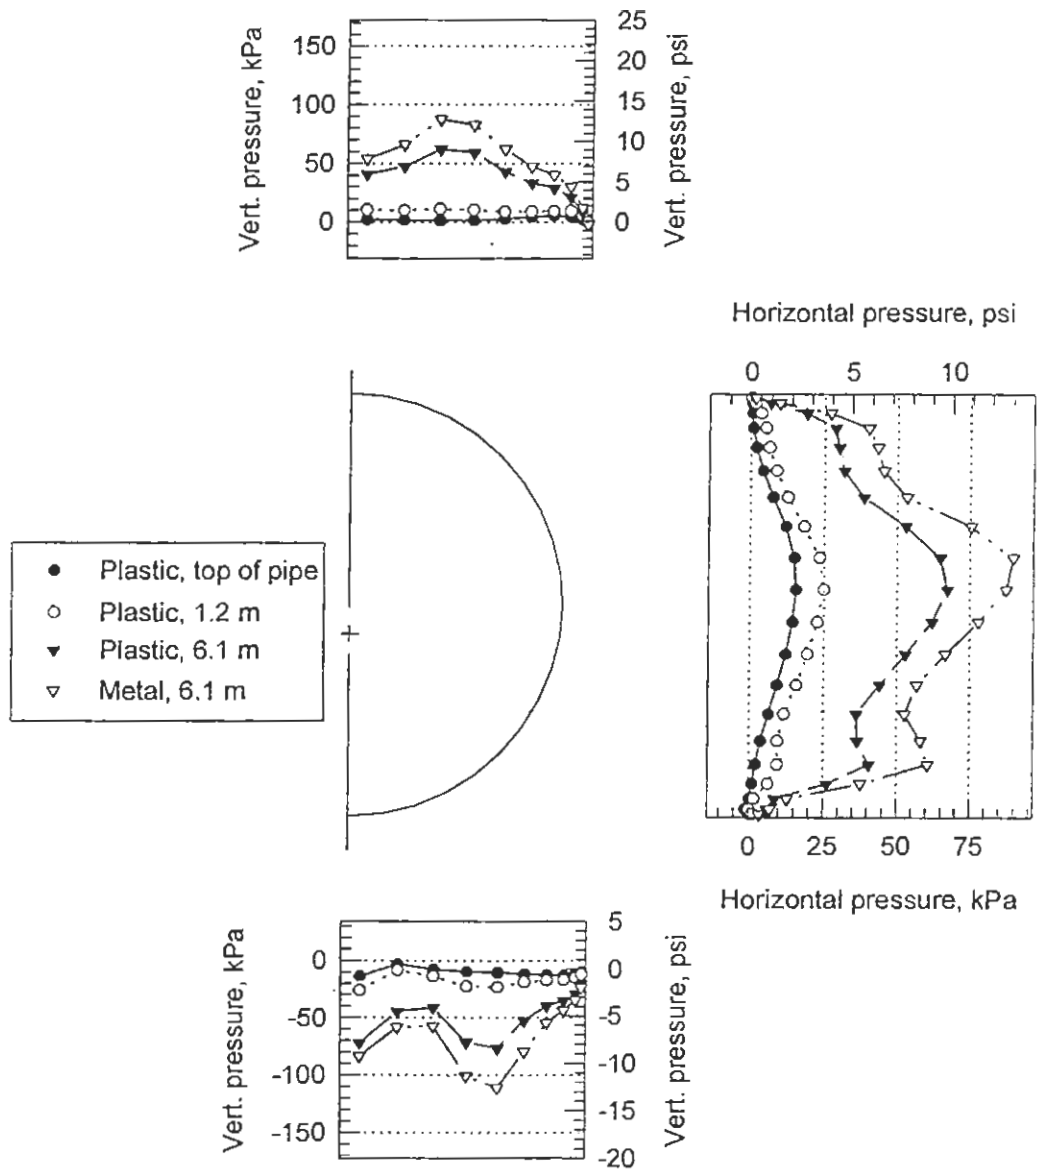 Vert. pressure, kPa
150
100
50
0
25
20
15
10
5
0
Vert. pressure, psi
Horizontal pressure, psi
0 5 10
Plastic, top of pipe
Plastic, 1.2 m
Plastic, 6.1 m
Metal, 6.1 m
0 25 50 75
Horizontal pressure, kPa
Vert. pressure, kPa
0
-50
-100
-150
5
0
-5
-10
-15
-20
Vert. pressure, psi